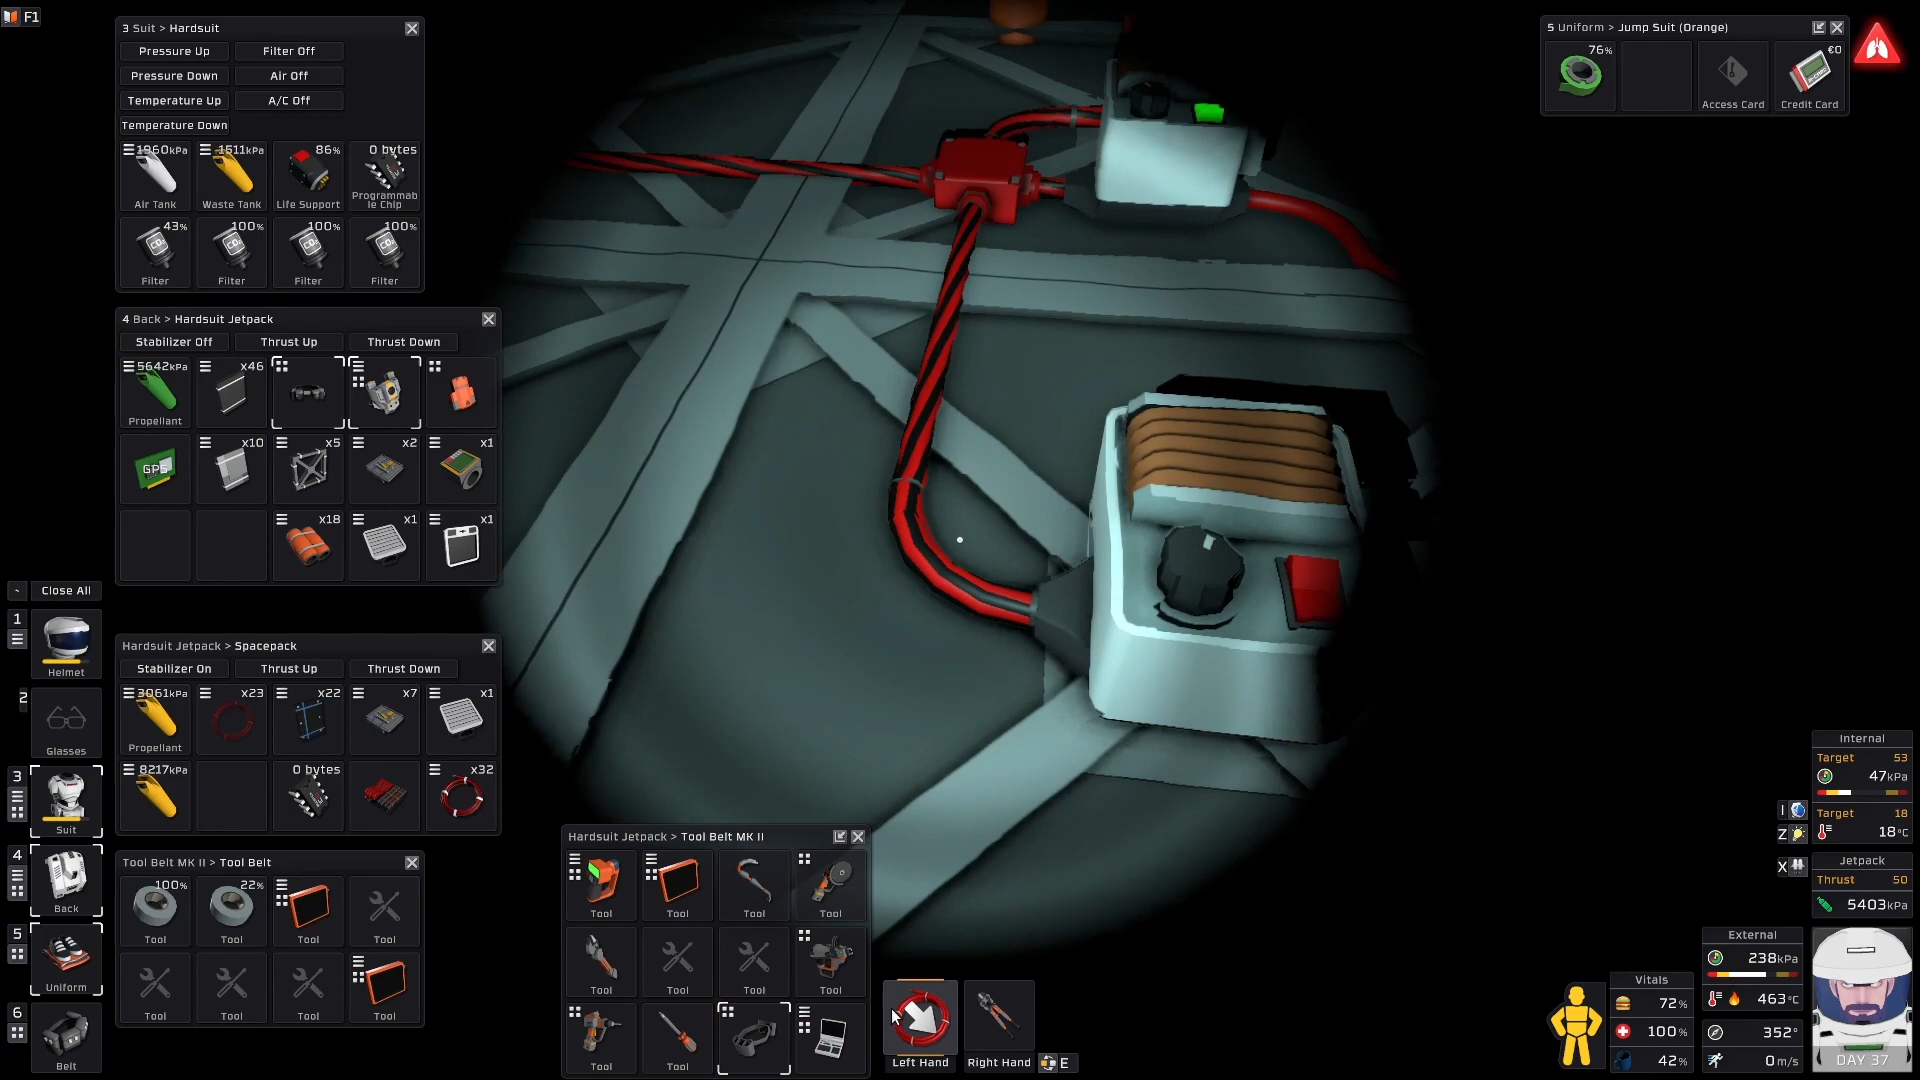 F1
3 Suit > Hardsuit
Pressure Up
Filter Off
Pressure Down
Air Off
Temperature Up
A/C Off
Temperature Down
1960kPa
1511kPa
86%
0 bytes
Air Tank
Waste Tank
Life Support
Programmab
le Chip
43%
100%
100%
100%
Filter
Filter
Filter
Filter
4 Back > Hardsuit Jetpack
Stabilizer Off
Thrust Up
Thrust Down
5642kPa
x46
Propellant
GPS
x10
x5
x2
x1
x18
x1
x1
~
Close All
1
Helmet
2
Glasses
3
Suit
4
Back
5
Uniform
6
Belt
Hardsuit Jetpack > Spacepack
Stabilizer On
Thrust Up
Thrust Down
3061kPa
x23
x22
x7
x1
Propellant
8217kPa
0 bytes
x32
Tool Belt MK II > Tool Belt
100%
22%
Tool
Tool
Tool
Tool
Tool
Tool
Tool
Tool
Hardsuit Jetpack > Tool Belt MK II
Tool
Tool
Tool
Tool
Tool
Tool
Tool
Tool
Tool
Tool
Left Hand
Right Hand
E
5 Uniform > Jump Suit (Orange)
76%
€0
Access Card
Credit Card
Internal
Target 53
47kPa
Target 18
18°C
I
Z
X
Jetpack
Thrust 50
5403kPa
External
238kPa
463°C
352°
0m/s
Vitals
72%
100%
42%
DAY 37